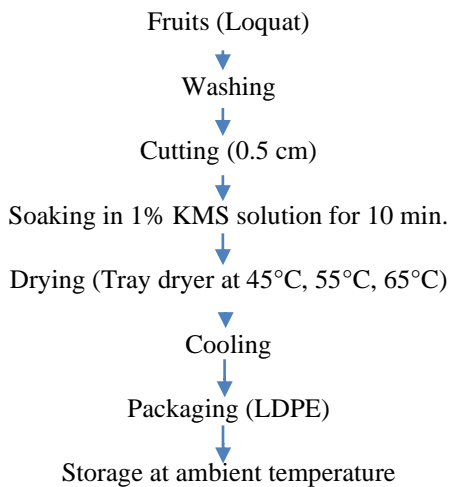 Fruits (Loquat)
Washing
Cutting (0.5 cm)
Soaking in 1% KMS solution for 10 min.
Drying (Tray dryer at 45°C, 55°C, 65°C)
Cooling
Packaging (LDPE)
Storage at ambient temperature